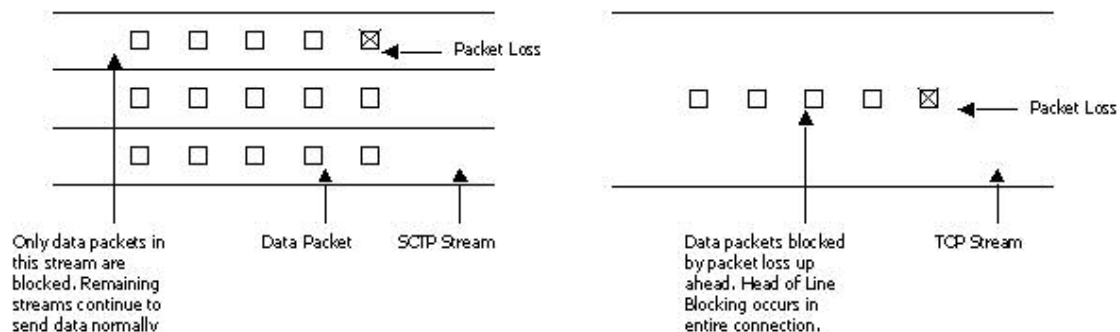 Packet Loss
Packet Loss
Only data packets in
this stream are
blocked. Remaining
streams continue to
send data normally
Data Packet
SCTP Stream
Data packets blocked
by packet loss up
ahead. Head of Line
Blocking occurs in
entire connection.
TCP Stream